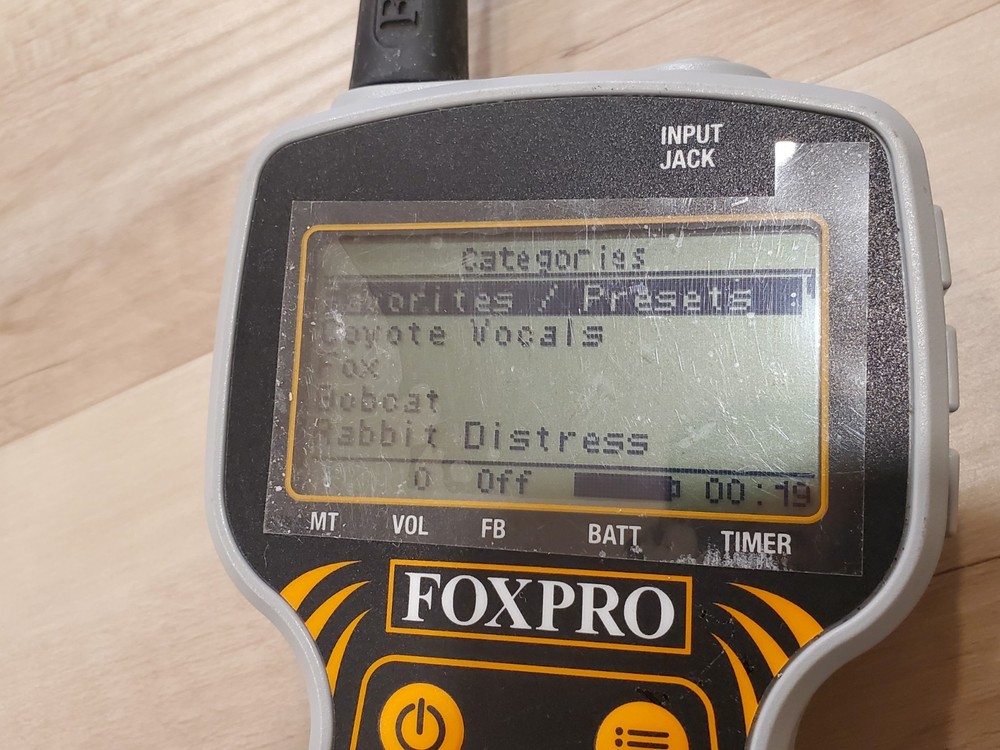 INPUT
JACK
Categories
Favorites / Presets
Coyote Vocals
Fox
Bobcat
Rabbit Distress
0 Off 00:19
MT VOL FB BATT TIMER
FOXPRO